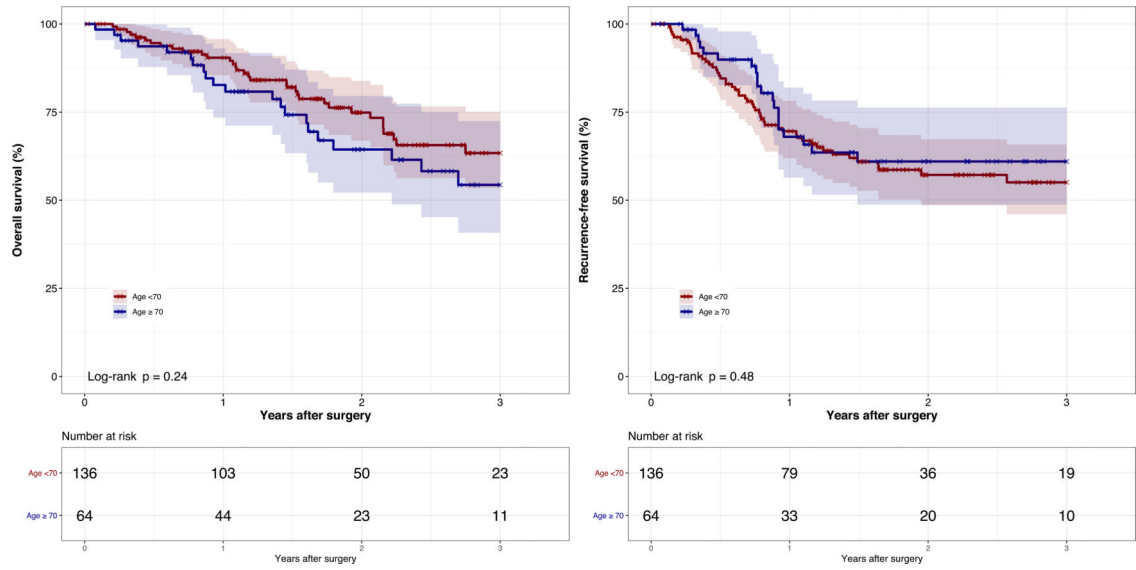 Overall survival (%)
100
75
50
25
0
Age <70
Age ≥ 70
Log-rank p = 0.24
0
1
2
3
Years after surgery
Number at risk
Age <70
136
103
50
23
Age ≥ 70
64
44
23
11
0
1
2
3
Years after surgery
Recurrence-free survival (%)
100
75
50
25
0
Age <70
Age ≥ 70
Log-rank p = 0.48
0
1
2
3
Years after surgery
Number at risk
Age <70
136
79
36
19
Age ≥ 70
64
33
20
10
0
1
2
3
Years after surgery